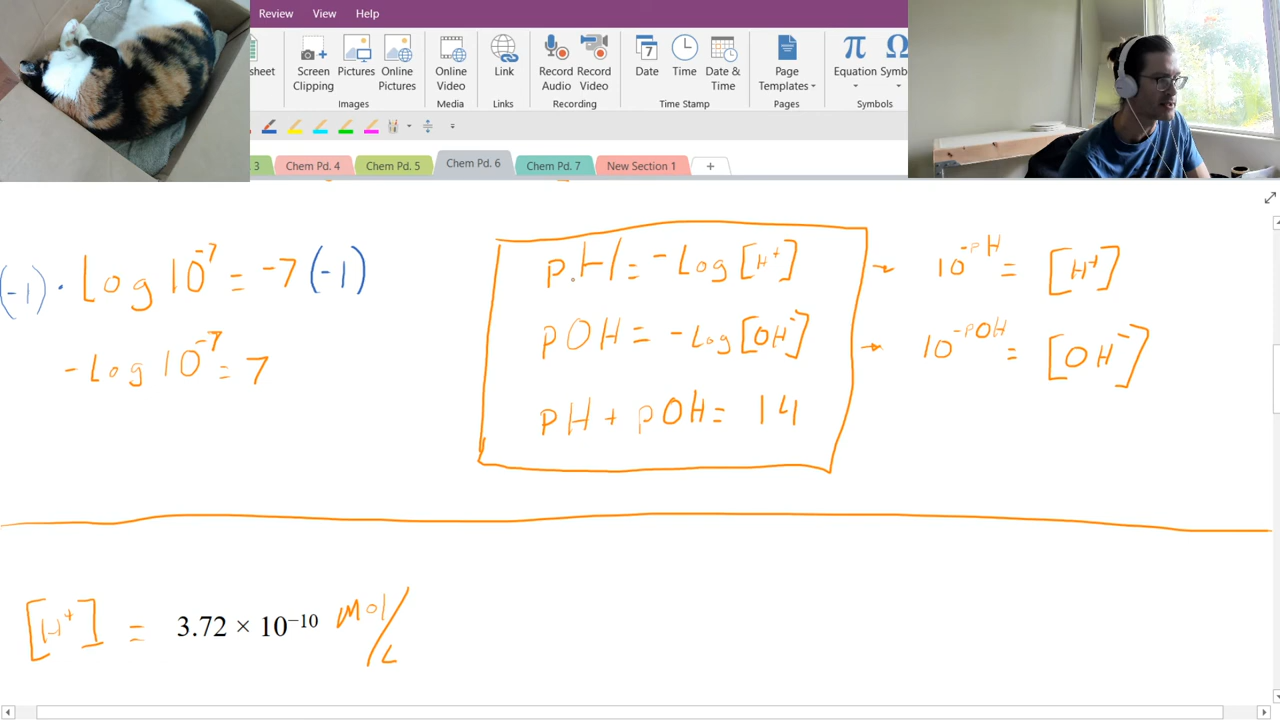 Review View Help
sheet
Screen Clipping
Pictures
Online Pictures
Online Video
Link
Record Audio
Record Video
Date
Time
Date & Time
Page Templates
Equation
Symb
Images Media Links Recording Time Stamp Pages Symbols
3 Chem Pd. 4 Chem Pd. 5 Chem Pd. 6 Chem Pd. 7 New Section 1 +
(-1) · Log 10⁻⁷ = -7 (-1)
-Log 10⁻⁷ = 7
pH = -Log [H⁺] → 10^-pH = [H⁺]
pOH = -Log [OH⁻] → 10^-pOH = [OH⁻]
pH + pOH = 14
[H⁺] = 3.72 × 10⁻¹⁰ mol/L